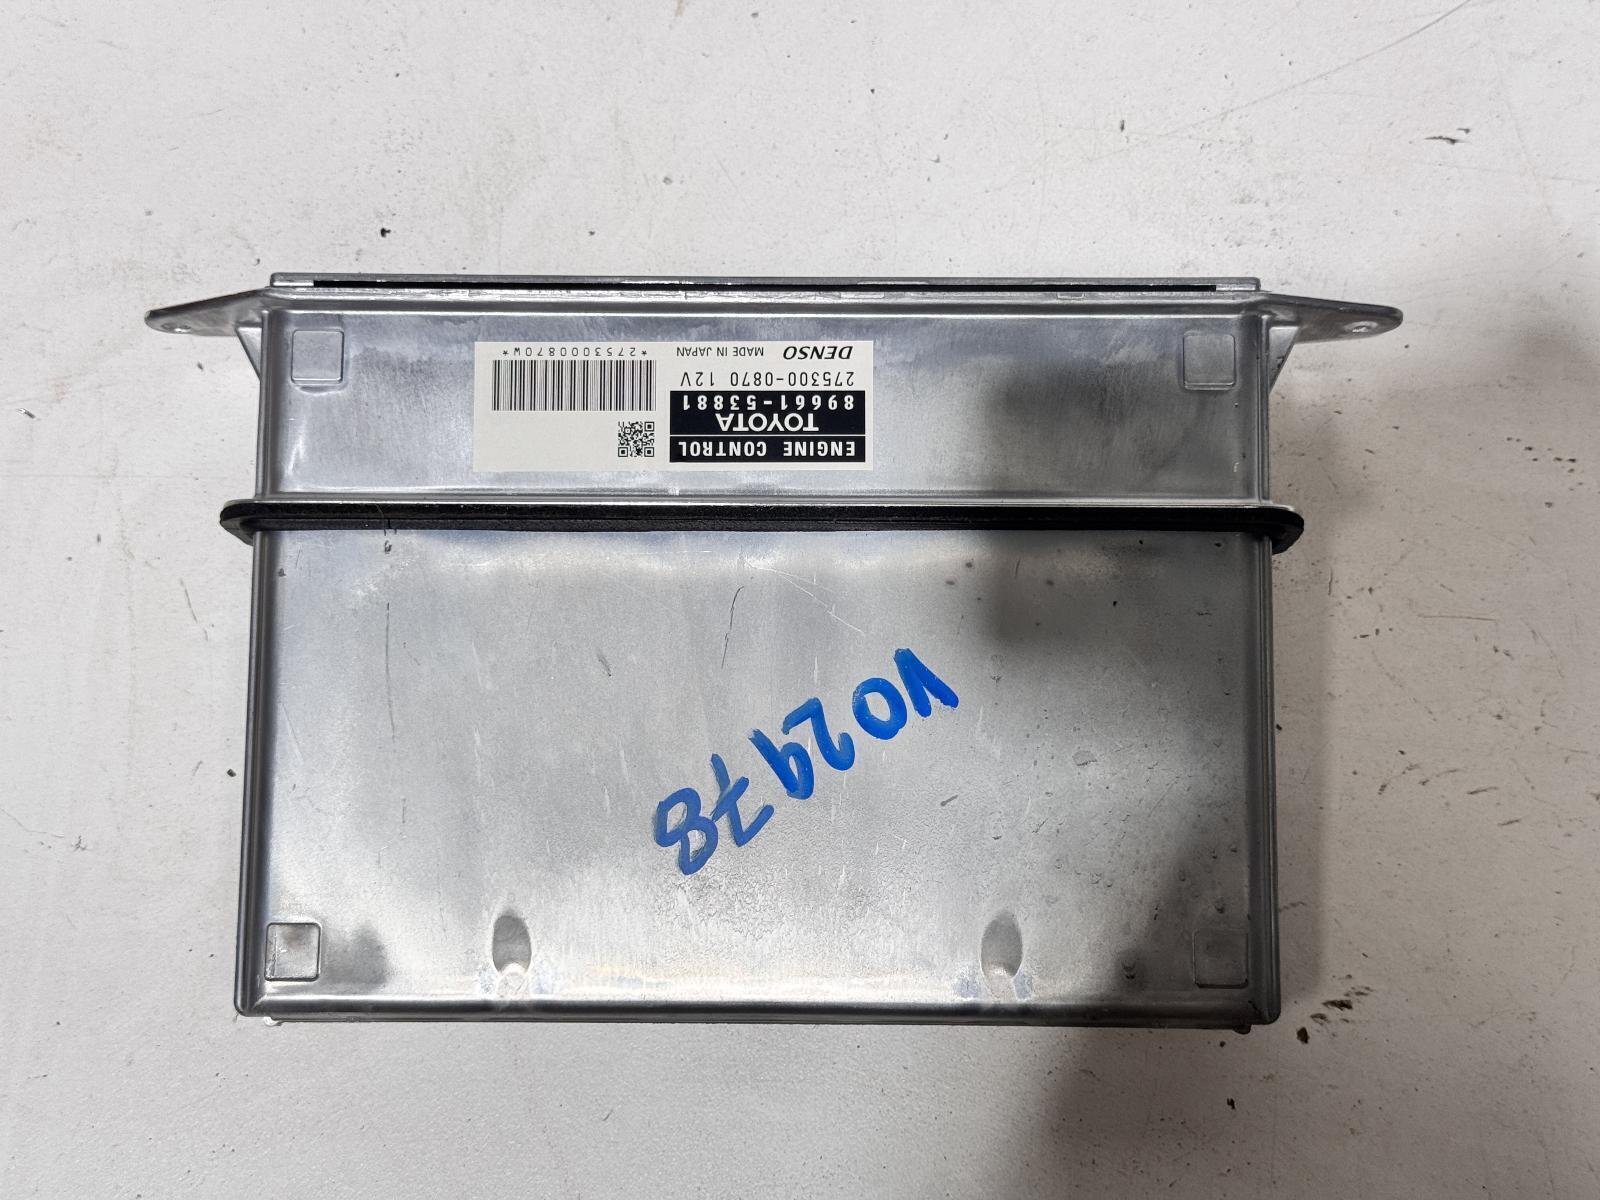 ENGINE CONTROL
TOYOTA
89661-53881
275300-0870 12V
DENSO MADE IN JAPAN
*2753000870W*
V02978